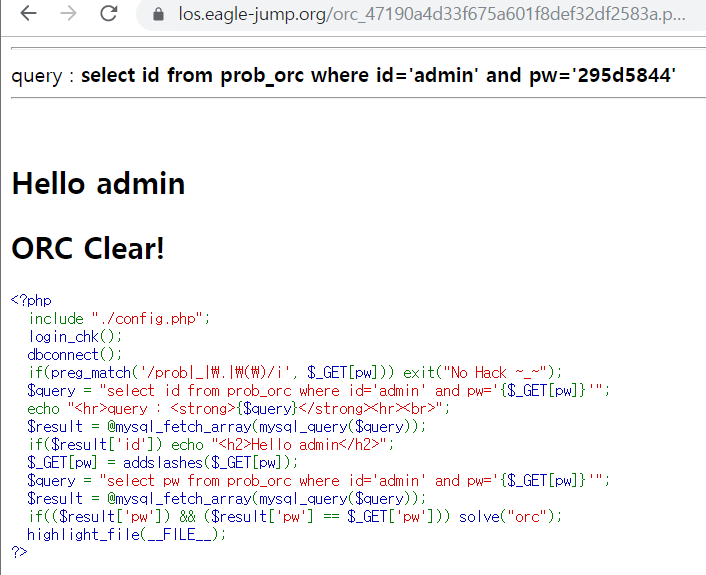 los.eagle-jump.org/orc_47190a4d33f675a601f8def32df2583a.p...
query : select id from prob_orc where id='admin' and pw='295d5844'
Hello admin
ORC Clear!
<?php
include "./config.php";
login_chk();
dbconnect();
if(preg_match('/prob|_|₩.|₩(₩)/i', $_GET[pw])) exit("No Hack ~_~");
$query = "select id from prob_orc where id='admin' and pw='{$_GET[pw]}'";
echo "<hr>query : <strong>{$query}</strong><hr><br>";
$result = @mysql_fetch_array(mysql_query($query));
if($result['id']) echo "<h2>Hello admin</h2>";
$_GET[pw] = addslashes($_GET[pw]);
$query = "select pw from prob_orc where id='admin' and pw='{$_GET[pw]}'";
$result = @mysql_fetch_array(mysql_query($query));
if(($result['pw']) && ($result['pw'] == $_GET['pw'])) solve("orc");
highlight_file(__FILE__);
?>